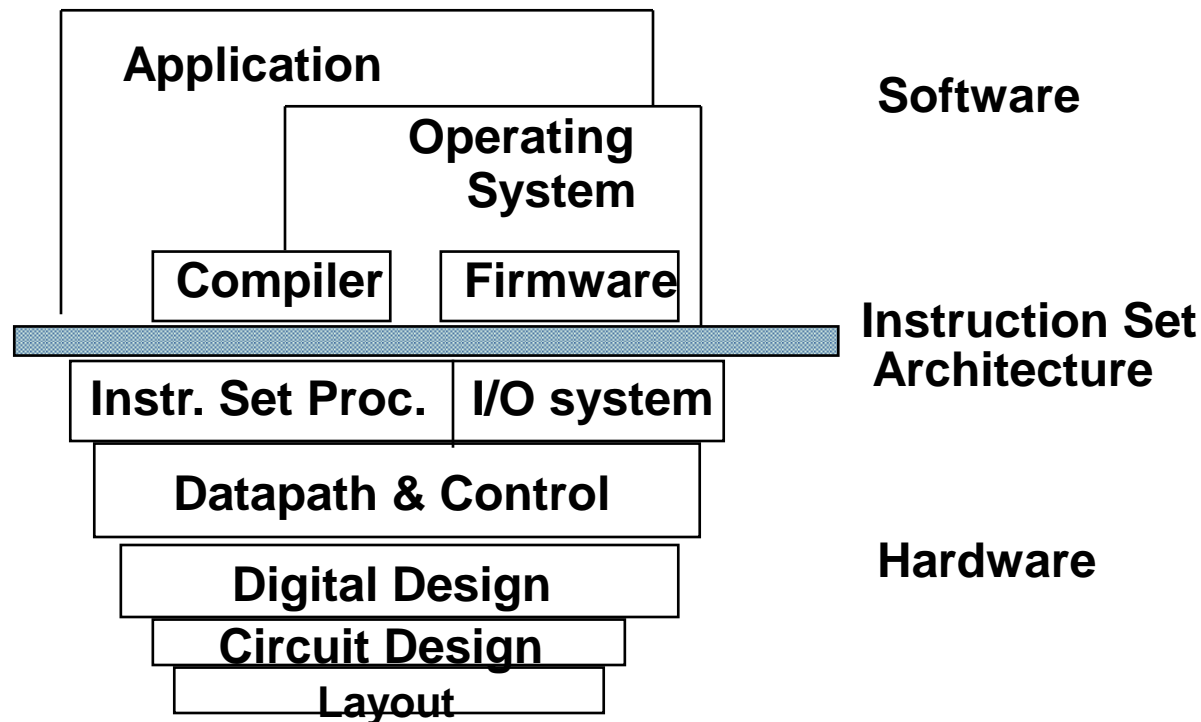 Application
Software
Operating
System
Compiler
Firmware
Instruction Set
Architecture
Instr. Set Proc.
I/O system
Datapath & Control
Hardware
Digital Design
Circuit Design
Layout